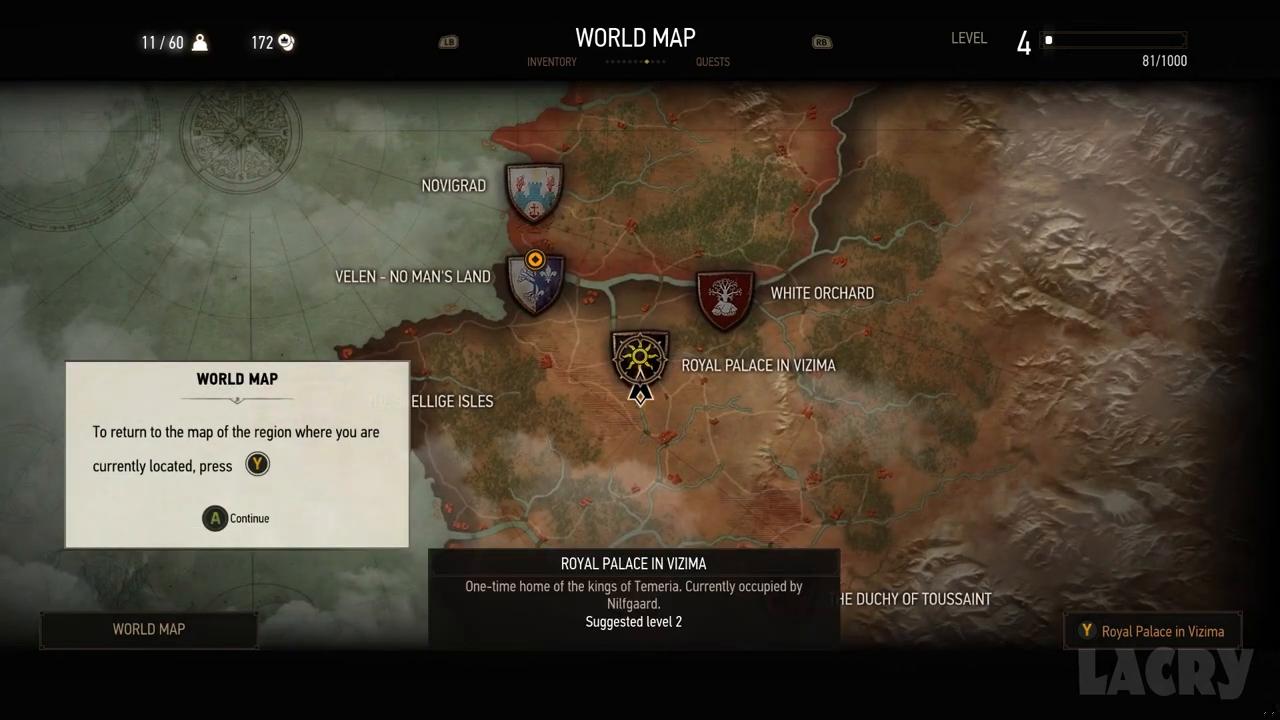 11 / 60
172
LB
WORLD MAP
RB
INVENTORY
QUESTS
LEVEL 4
81/1000
NOVIGRAD
VELEN - NO MAN'S LAND
WHITE ORCHARD
ROYAL PALACE IN VIZIMA
ELLIGE ISLES
WORLD MAP
To return to the map of the region where you are
currently located, press Y
A Continue
ROYAL PALACE IN VIZIMA
One-time home of the kings of Temeria. Currently occupied by
Nilfgaard.
Suggested level 2
THE DUCHY OF TOUSSAINT
WORLD MAP
Y Royal Palace in Vizima
LACRY